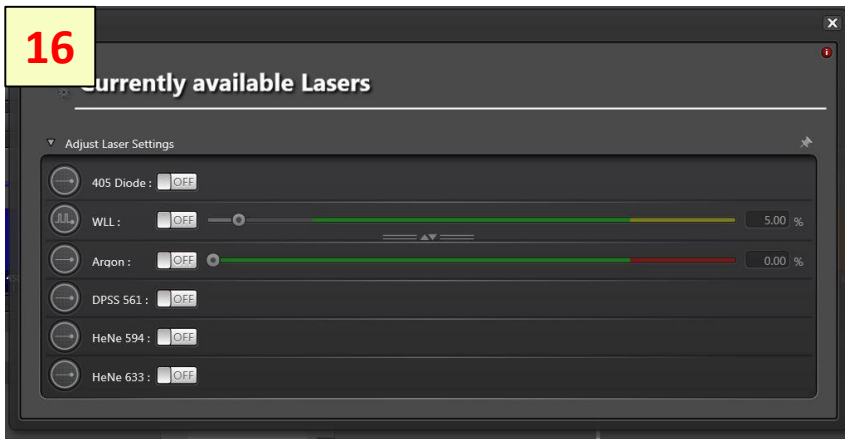 16
Currently available Lasers
Adjust Laser Settings
405 Diode : OFF
WLL : OFF 5.00 %
Argon : OFF 0.00 %
DPSS 561 : OFF
HeNe 594 : OFF
HeNe 633 : OFF